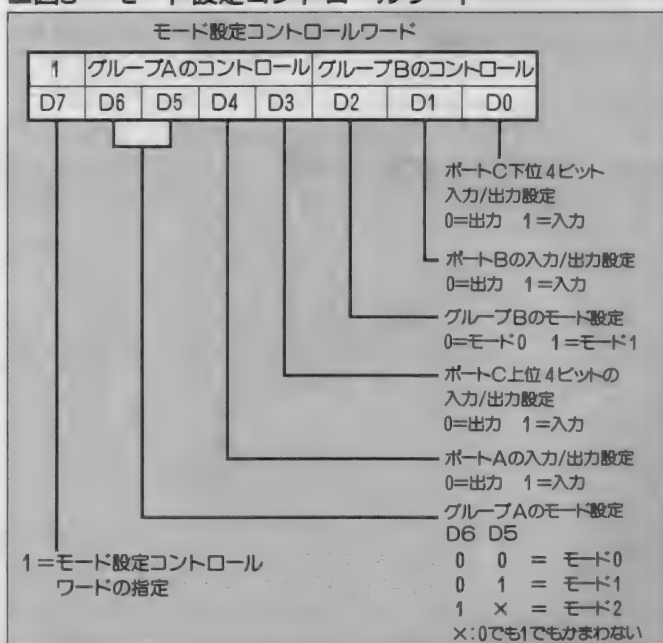 モード設定コントロールワード
1 グループAのコントロール グループBのコントロール
D7 D6 D5 D4 D3 D2 D1 D0
ポートC下位4ビット
入力/出力設定
0=出力 1=入力
ポートBの入力/出力設定
0=出力 1=入力
グループBのモード設定
0=モード0 1=モード1
ポートC上位4ビットの
入力/出力設定
0=出力 1=入力
ポートAの入力/出力設定
0=出力 1=入力
グループAのモード設定
D6 D5
0 0 = モード0
0 1 = モード1
1 × = モード2
×:0でも1でもかまわない
1=モード設定コントロール
ワードの指定